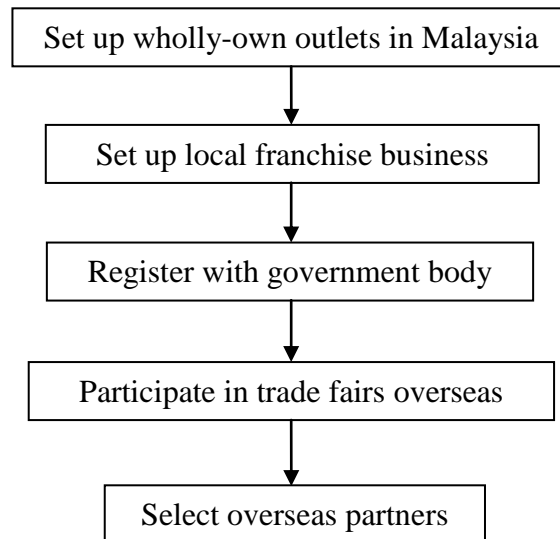 Set up wholly-own outlets in Malaysia
Set up local franchise business
Register with government body
Participate in trade fairs overseas
Select overseas partners